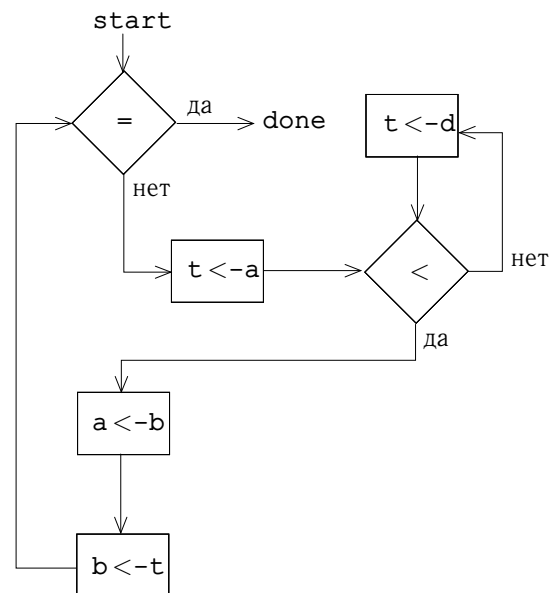 start
=
да
done
нет
t<-d
t<-a
<
нет
да
a<-b
b<-t